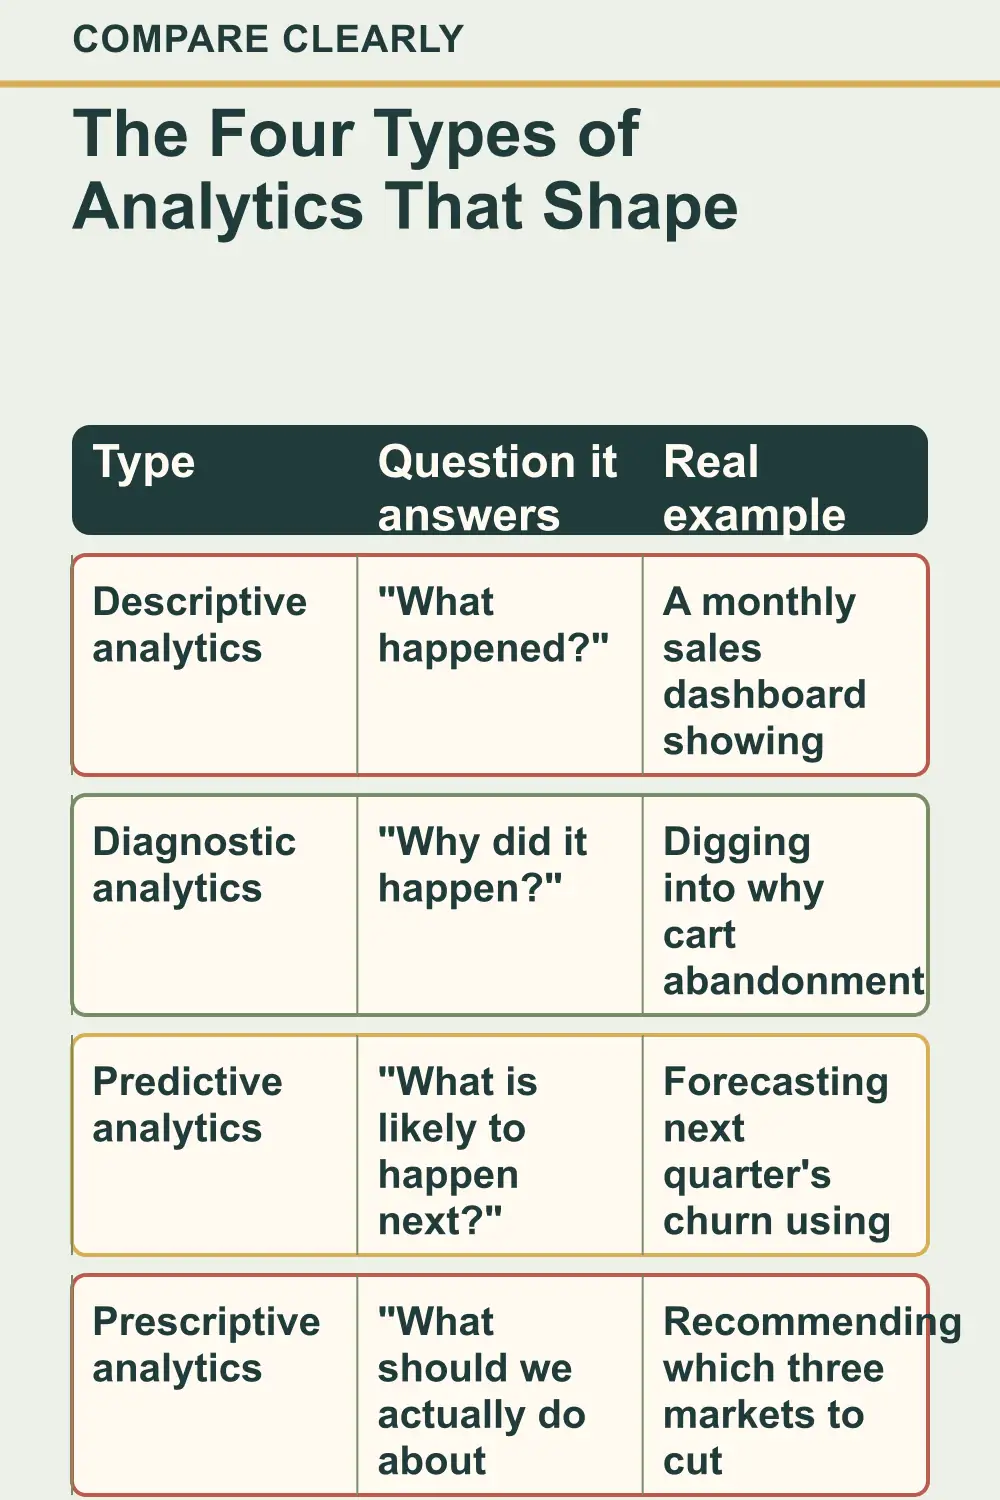 COMPARE CLEARLY
The Four Types of
Analytics That Shape
Type
Question it
answers
Real
example
Descriptive
analytics
"What
happened?"
A monthly
sales
dashboard
showing
Diagnostic
analytics
"Why did it
happen?"
Digging
into why
cart
abandonment
Predictive
analytics
"What is
likely to
happen
next?"
Forecasting
next
quarter's
churn using
Prescriptive
analytics
"What
should we
actually do
about
Recommending
which three
markets to
cut